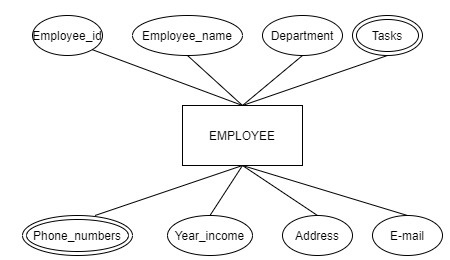 Employee_id
Employee_name
Department
Tasks
EMPLOYEE
Phone_numbers
Year_income
Address
E-mail